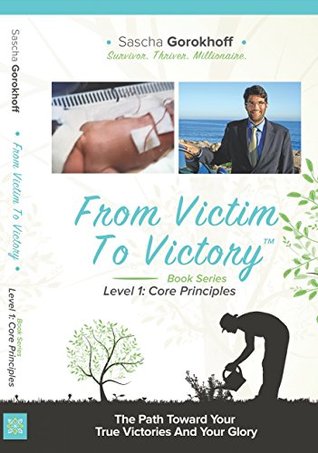 Sascha Gorokhoff
From Victim To Victory
Book Series
Level 1: Core Principles
• Sascha Gorokhoff •
Survivor. Thriver. Millionaire.
From Victim
To Victory™
Book Series
Level 1: Core Principles
The Path Toward Your
True Victories And Your Glory